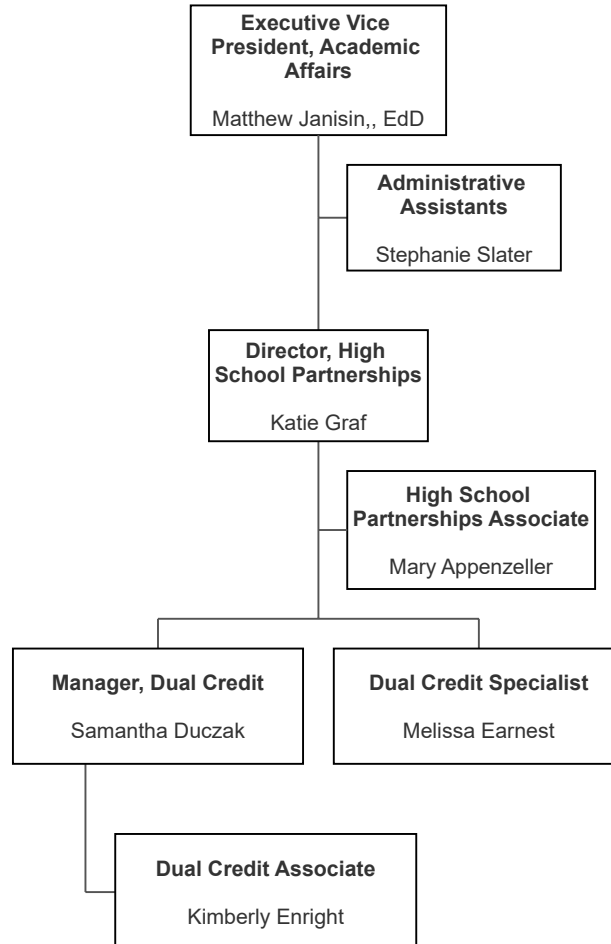 Executive Vice
President, Academic
Affairs
Matthew Janisin,, EdD
Administrative
Assistants
Stephanie Slater
Director, High
School Partnerships
Katie Graf
High School
Partnerships Associate
Mary Appenzeller
Manager, Dual Credit
Samantha Duczak
Dual Credit Specialist
Melissa Earnest
Dual Credit Associate
Kimberly Enright